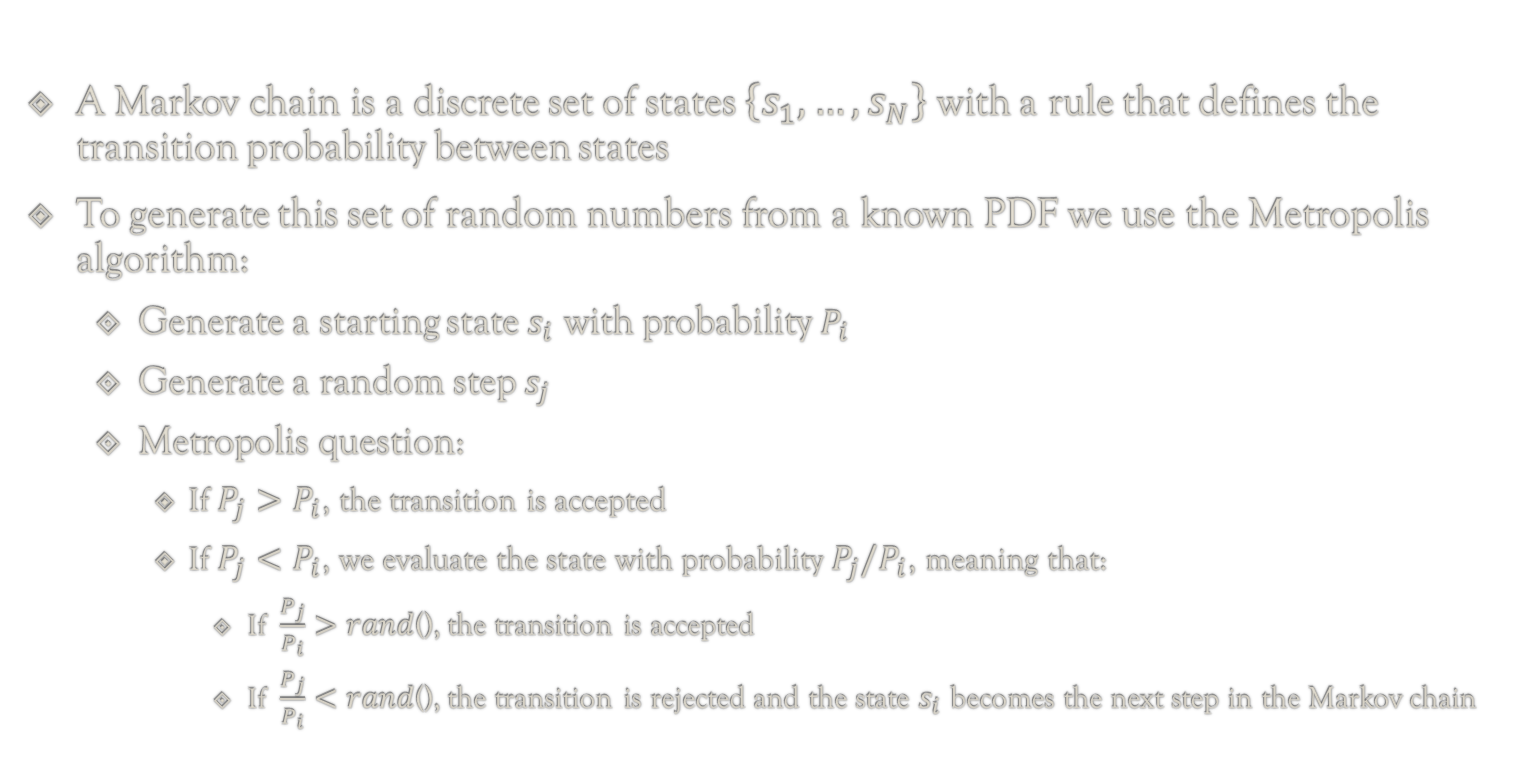 ❖ A Markov chain is a discrete set of states {s₁, … , s_N} with a rule that defines the
transition probability between states
❖ To generate this set of random numbers from a known PDF we use the Metropolis
algorithm:
❖ Generate a starting state sᵢ with probability Pᵢ
❖ Generate a random step sⱼ
❖ Metropolis question:
❖ If Pⱼ > Pᵢ, the transition is accepted
❖ If Pⱼ < Pᵢ, we evaluate the state with probability Pⱼ/Pᵢ, meaning that:
❖ If Pⱼ/Pᵢ > rand(), the transition is accepted
❖ If Pⱼ/Pᵢ < rand(), the transition is rejected and the state sᵢ becomes the next step in the Markov chain